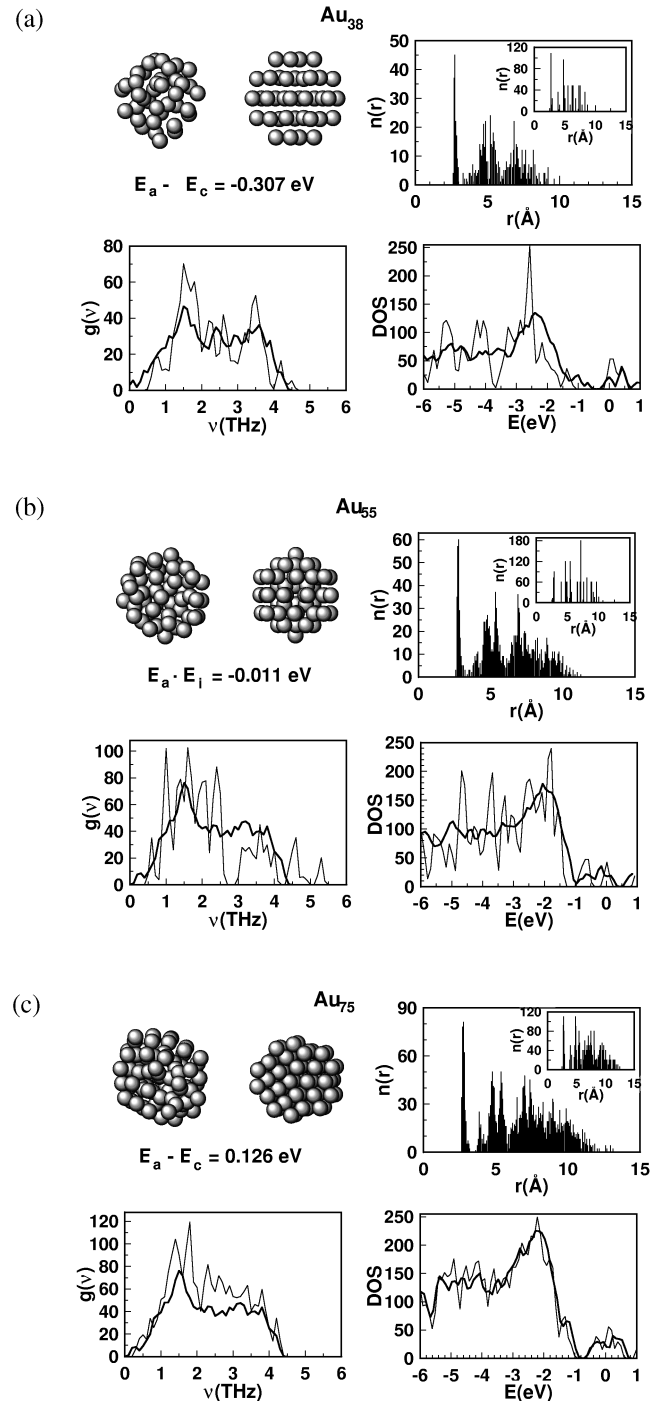 (a)
Au38
Ea - Ec = -0.307 eV
n(r)
50
40
30
20
10
0
0 5 10 15
r(Å)
n(r)
120
80
40
0
0 5 10 15
r(Å)
g(ν)
80
60
40
20
0
0 1 2 3 4 5 6
ν(THz)
DOS
250
200
150
100
50
0
-6 -5 -4 -3 -2 -1 0 1
E(eV)
(b)
Au55
Ea · Ei = -0.011 eV
n(r)
60
50
40
30
20
10
0
0 5 10 15
r(Å)
n(r)
180
120
60
0
0 5 10 15
r(Å)
g(ν)
100
80
60
40
20
0
0 1 2 3 4 5 6
ν(THz)
DOS
250
200
150
100
50
0
-6 -5 -4 -3 -2 -1 0 1
E(eV)
(c)
Au75
Ea - Ec = 0.126 eV
n(r)
90
60
30
0
0 5 10 15
r(Å)
n(r)
120
80
40
0
0 5 10 15
r(Å)
g(ν)
120
100
80
60
40
20
0
0 1 2 3 4 5 6
ν(THz)
DOS
250
200
150
100
50
0
-6 -5 -4 -3 -2 -1 0 1
E(eV)